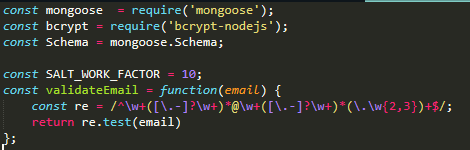 const mongoose  = require('mongoose');
const bcrypt = require('bcrypt-nodejs');
const Schema = mongoose.Schema;
const SALT_WORK_FACTOR = 10;
const validateEmail = function(email) {
    const re = /^\w+([\.-]?\w+)*@\w+([\.-]?\w+)*(\.\w{2,3})+$/;
    return re.test(email)
};